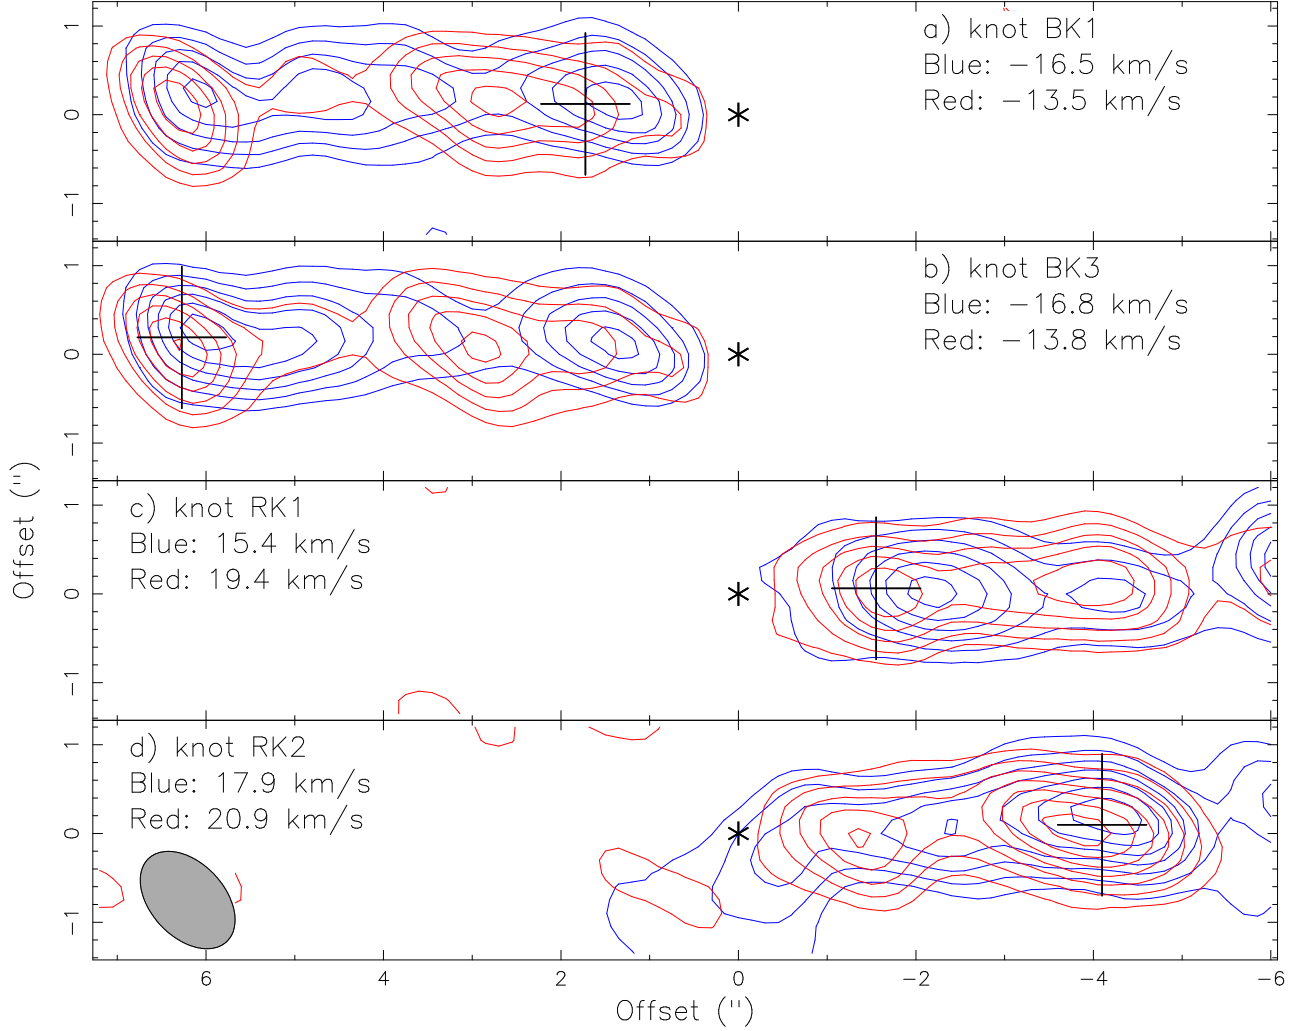 a) knot BK1
Blue: −16.5 km/s
Red: −13.5 km/s
1
0
−1
b) knot BK3
Blue: −16.8 km/s
Red: −13.8 km/s
1
0
−1
Offset (")
c) knot RK1
Blue: 15.4 km/s
Red: 19.4 km/s
1
0
−1
d) knot RK2
Blue: 17.9 km/s
Red: 20.9 km/s
1
0
−1
6 4 2 0 −2 −4 −6
Offset (")